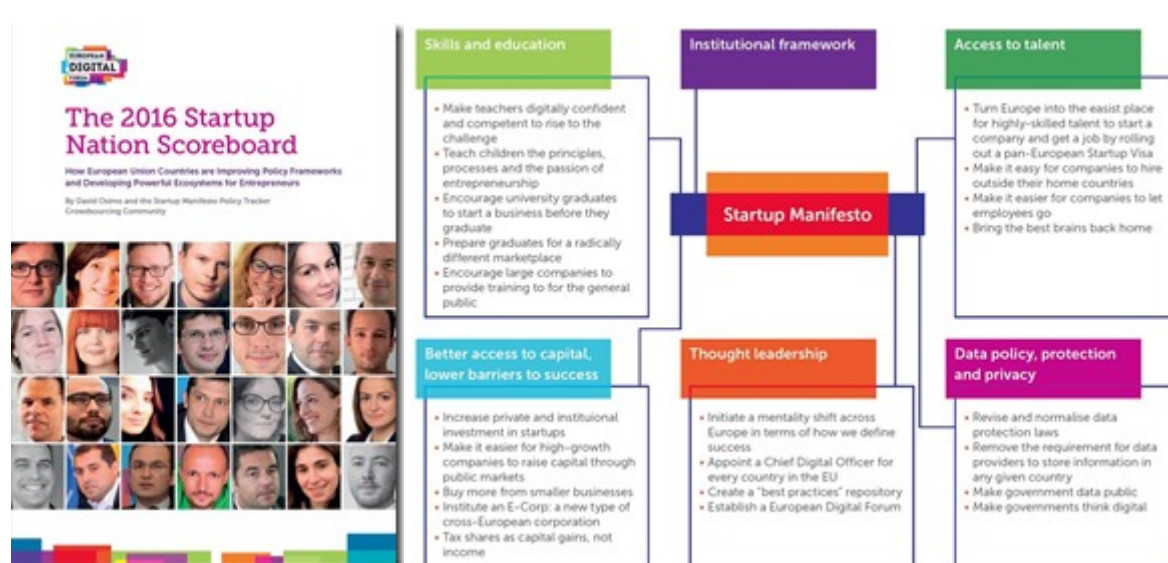 EUROPEAN
DIGITAL
FORUM
The 2016 Startup
Nation Scoreboard
How European Union Countries are Improving Policy Frameworks
and Developing Powerful Ecosystems for Entrepreneurs
By David Osimo and the Startup Manifesto Policy Tracker
Crowdsourcing Community
Skills and education
• Make teachers digitally confident
and competent to rise to the
challenge
• Teach children the principles,
processes and the passion of
entrepreneurship
• Encourage university graduates
to start a business before they
graduate
• Prepare graduates for a radically
different marketplace
• Encourage large companies to
provide training to for the general
public
Institutional framework
Startup Manifesto
Access to talent
• Turn Europe into the easist place
for highly-skilled talent to start a
company and get a job by rolling
out a pan-European Startup Visa
• Make it easy for companies to hire
outside their home countries
• Make it easier for companies to let
employees go
• Bring the best brains back home
Better access to capital,
lower barriers to success
• Increase private and instituional
investment in startups
• Make it easier for high-growth
companies to raise capital through
public markets
• Buy more from smaller businesses
• Institute an E-Corp: a new type of
cross-European corporation
• Tax shares as capital gains, not
income
Thought leadership
• Initiate a mentality shift across
Europe in terms of how we define
success
• Appoint a Chief Digital Officer for
every country in the EU
• Create a "best practices" repository
• Establish a European Digital Forum
Data policy, protection
and privacy
• Revise and normalise data
protection laws
• Remove the requirement for data
providers to store information in
any given country
• Make government data public
• Make governments think digital